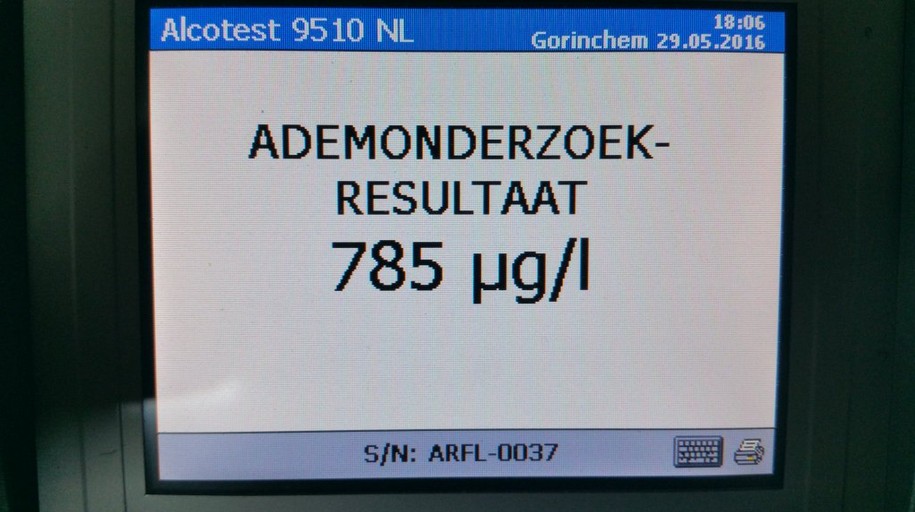 Alcotest 9510 NL
18:06
Gorinchem 29.05.2016
ADEMONDERZOEK-
RESULTAAT
785 µg/l
S/N: ARFL-0037